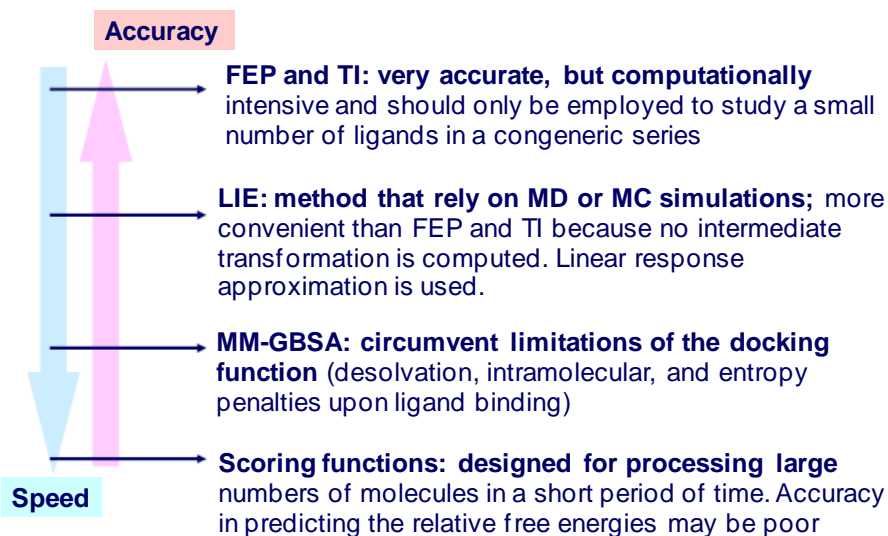 Accuracy
FEP and TI: very accurate, but computationally
intensive and should only be employed to study a small
number of ligands in a congeneric series
LIE: method that rely on MD or MC simulations; more
convenient than FEP and TI because no intermediate
transformation is computed. Linear response
approximation is used.
MM-GBSA: circumvent limitations of the docking
function (desolvation, intramolecular, and entropy
penalties upon ligand binding)
Scoring functions: designed for processing large
numbers of molecules in a short period of time. Accuracy
in predicting the relative free energies may be poor
Speed